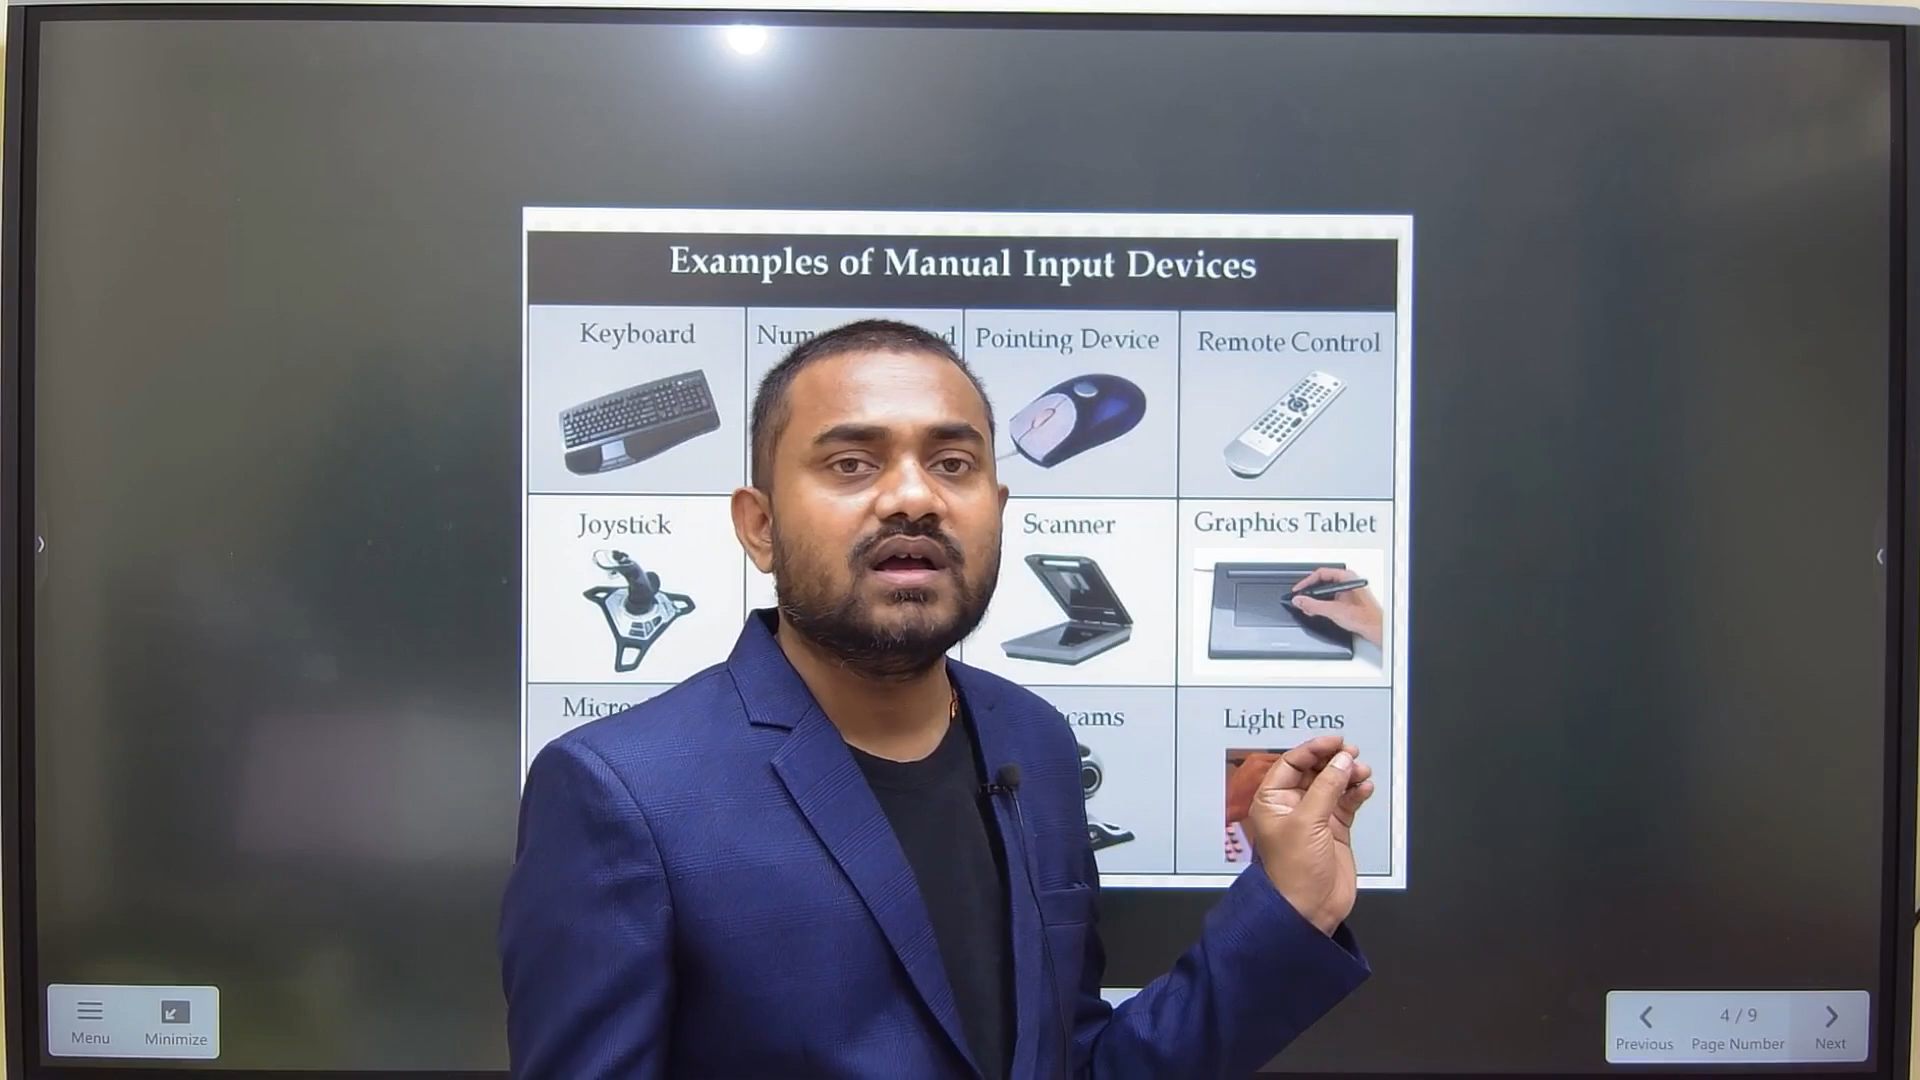 Examples of Manual Input Devices
Keyboard
Pointing Device
Remote Control
Joystick
Scanner
Graphics Tablet
Light Pens
Menu
Minimize
4 / 9
Previous
Page Number
Next